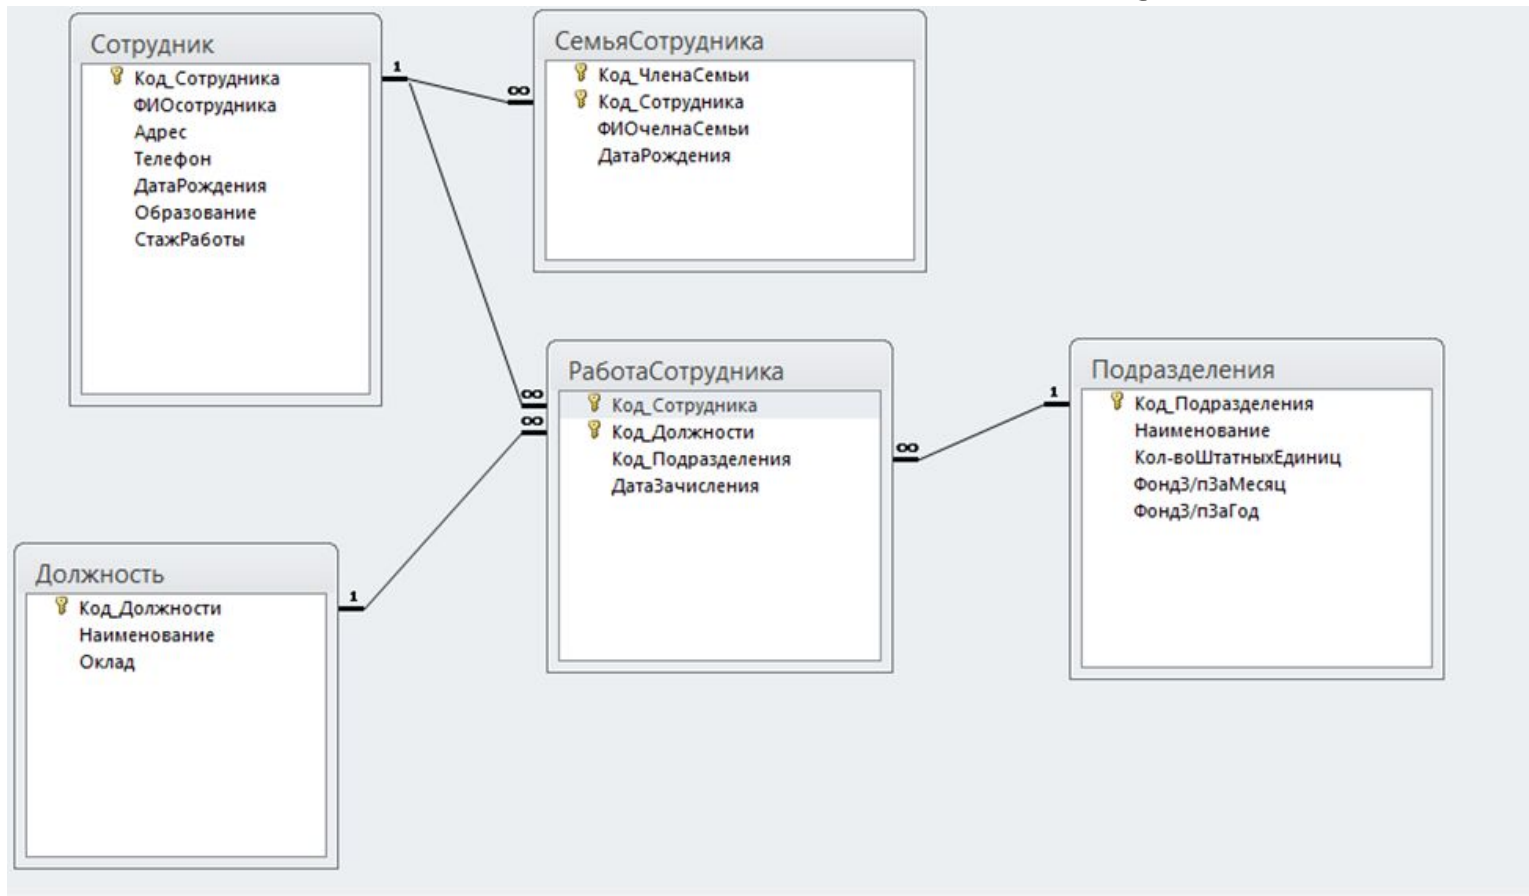 Сотрудник
Код_Сотрудника
ФИОсотрудника
Адрес
Телефон
ДатаРождения
Образование
СтажРаботы
1
∞
СемьяСотрудника
Код_ЧленаСемьи
Код_Сотрудника
ФИОчелнаСемьи
ДатаРождения
∞
∞
РаботаСотрудника
Код_Сотрудника
Код_Должности
Код_Подразделения
ДатаЗачисления
∞
1
Подразделения
Код_Подразделения
Наименование
Кол-воШтатныхЕдиниц
ФондЗ/пЗаМесяц
ФондЗ/пЗаГод
Должность
Код_Должности
Наименование
Оклад
1